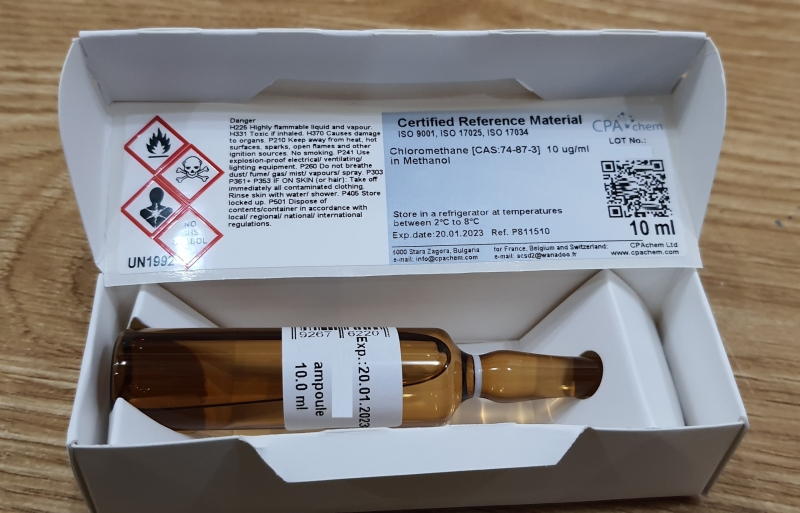 Danger
H225 Highly flammable liquid and vapour.
H331 Toxic if inhaled. H370 Causes damage
to organs. P210 Keep away from heat, hot
surfaces, sparks, open flames and other
ignition sources. No smoking. P241 Use
explosion-proof electrical/ ventilating/
lighting equipment. P260 Do not breathe
dust/ fume/ gas/ mist/ vapours/ spray. P303
P361+ P353 IF ON SKIN (or hair): Take off
immediately all contaminated clothing.
Rinse skin with water/ shower. P405 Store
locked up. P501 Dispose of
contents/container in accordance with
local/ regional/ national/ international
regulations.
NO
UN1992
Certified Reference Material
ISO 9001, ISO 17025, ISO 17034
CPAchem
LOT No.:
Chloromethane [CAS:74-87-3] 10 ug/ml
in Methanol
Store in a refrigerator at temperatures
between 2°C to 8°C
Exp.date:20.01.2023 Ref. P811510
10 ml
6000 Stara Zagora, Bulgaria
e-mail: info@cpachem.com
for France, Belgium and Switzerland:
e-mail: acsd2@wanadoo.fr
CPAchem Ltd
www.cpachem.com
9267 6220
Exp.:20.01.2023
ampoule
10.0 ml